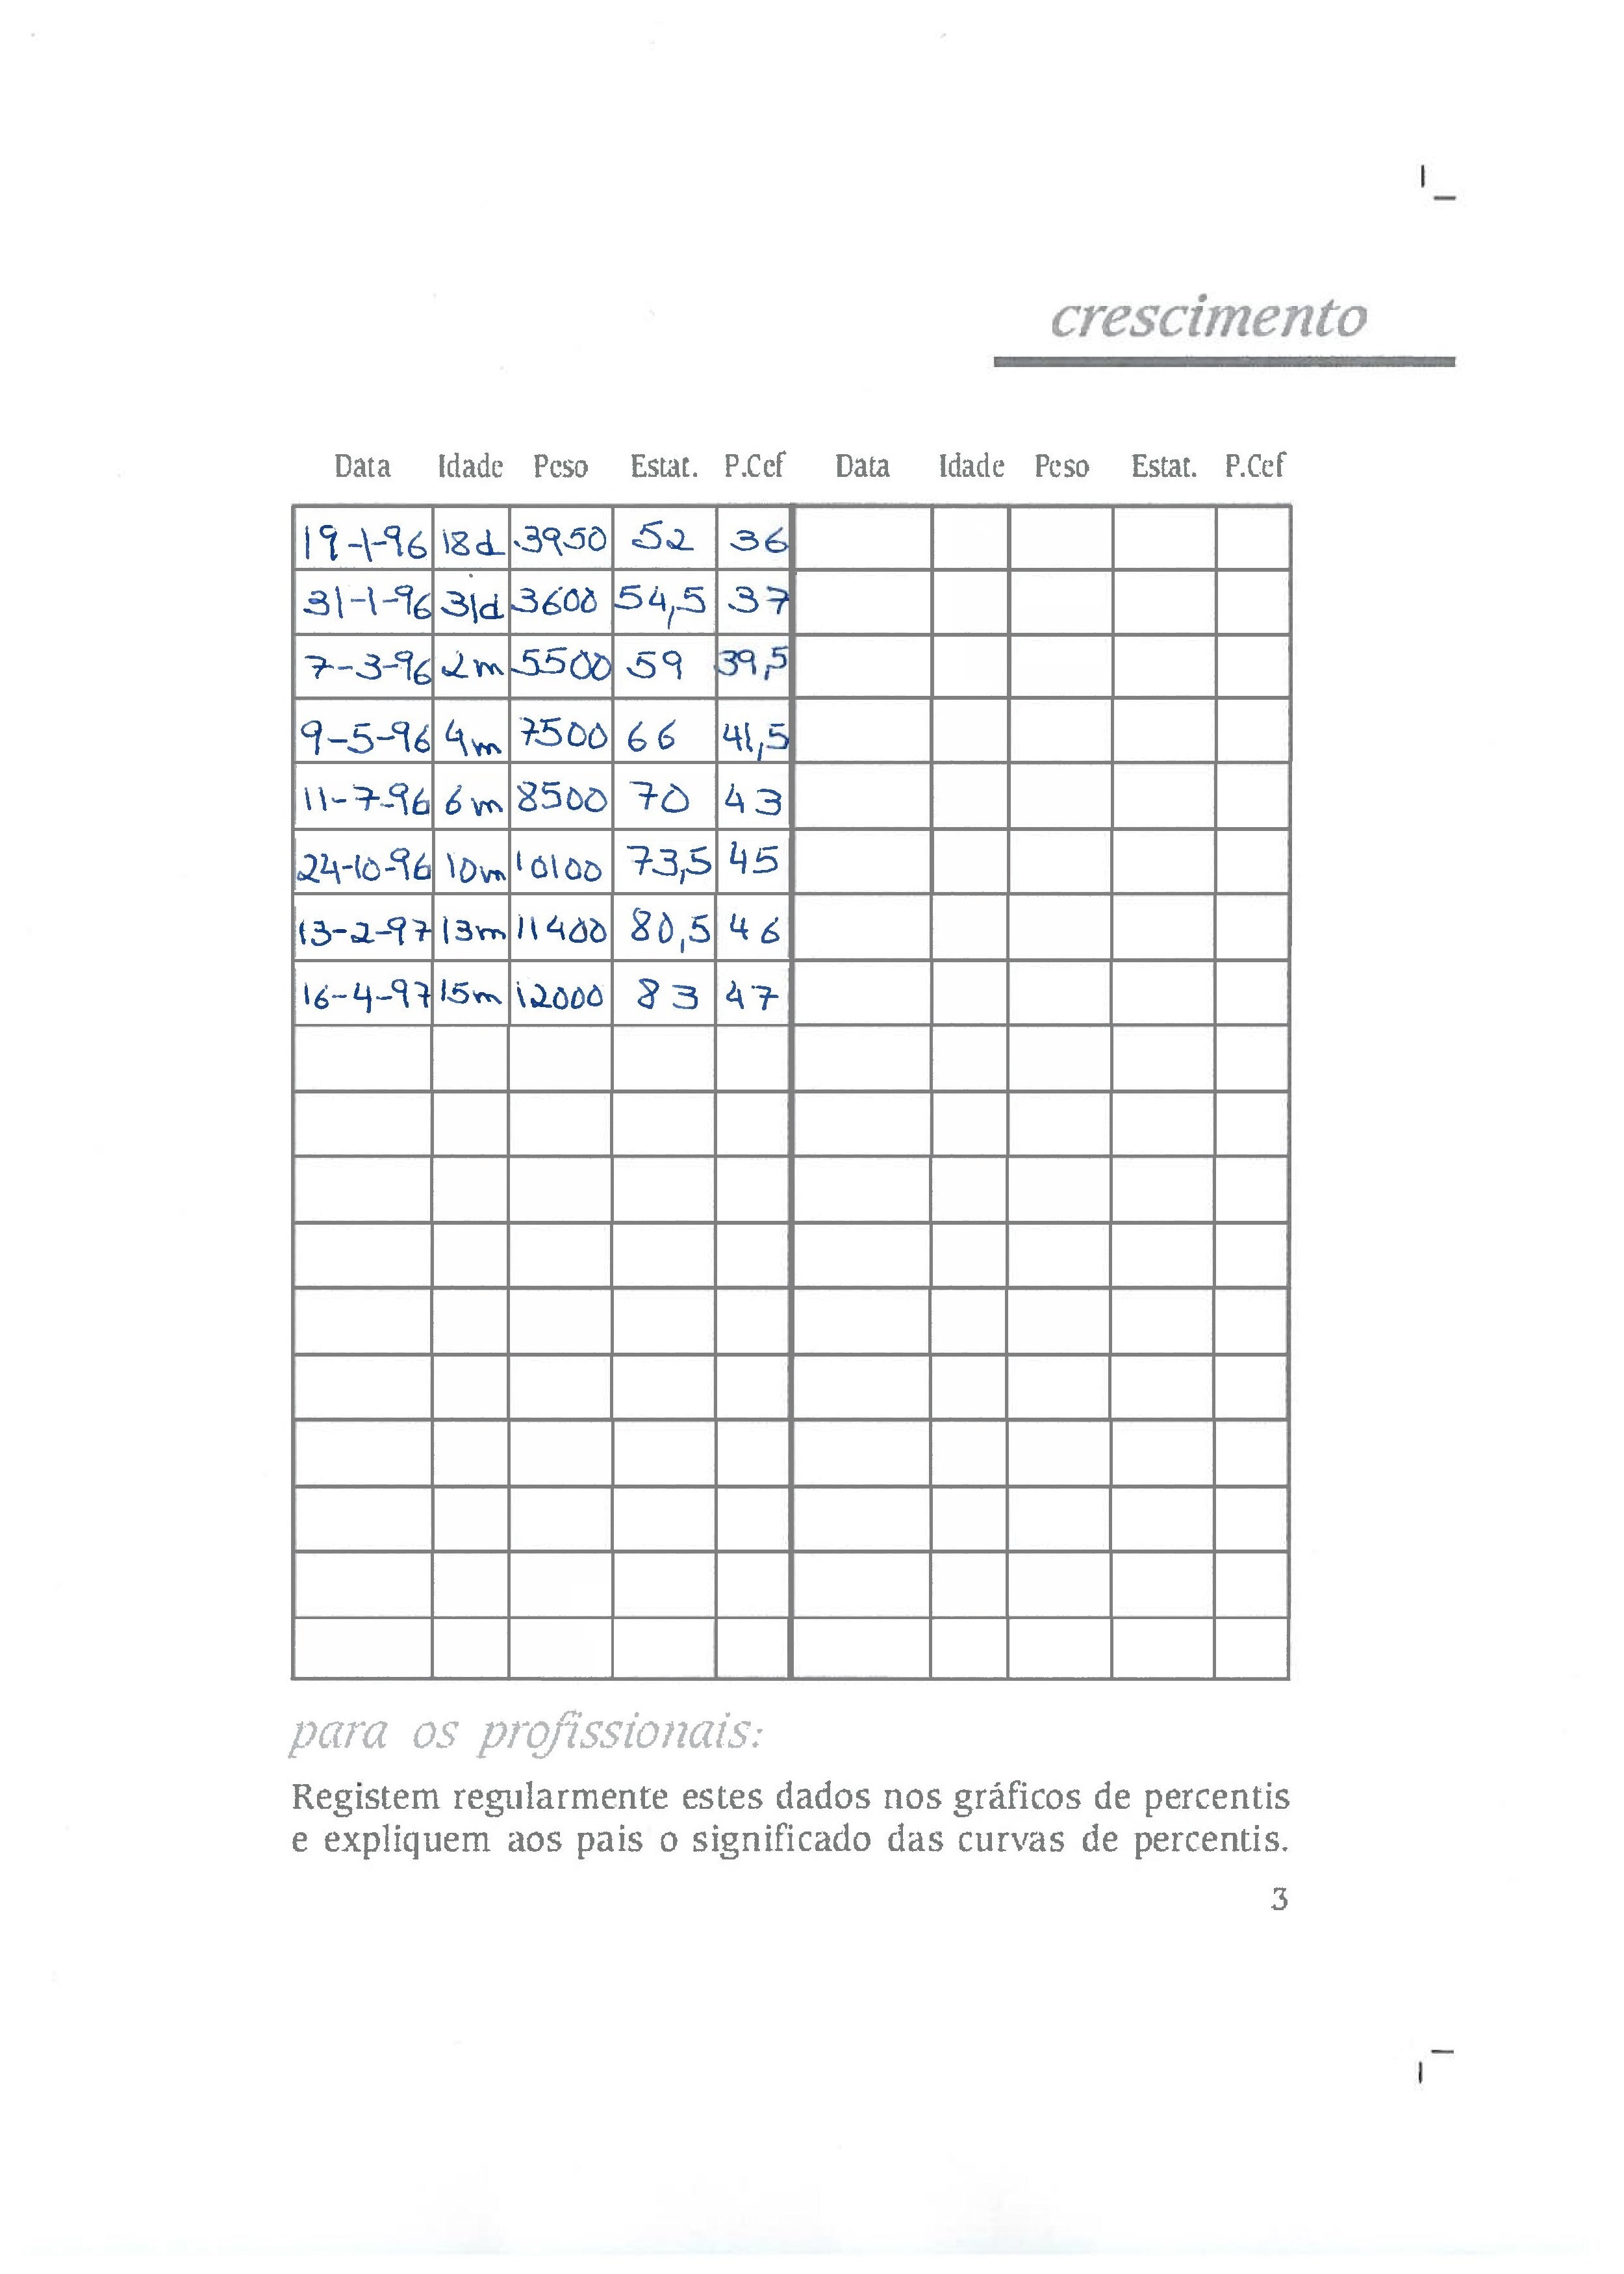 crescimento
Data Idade Peso Estat. P.Cef Data Idade Peso Estat. P.Cef
19-1-96 18d 3950 52 36
31-1-96 31d 3600 54,5 37
7-3-96 2m 5500 59 39,5
9-5-96 4m 7500 66 41,5
11-7-96 6m 8500 70 43
24-10-96 10m 10100 73,5 45
13-2-97 13m 11400 80,5 46
16-4-97 15m 12000 83 47
para os profissionais:
Registem regularmente estes dados nos gráficos de percentis
e expliquem aos pais o significado das curvas de percentis.
3